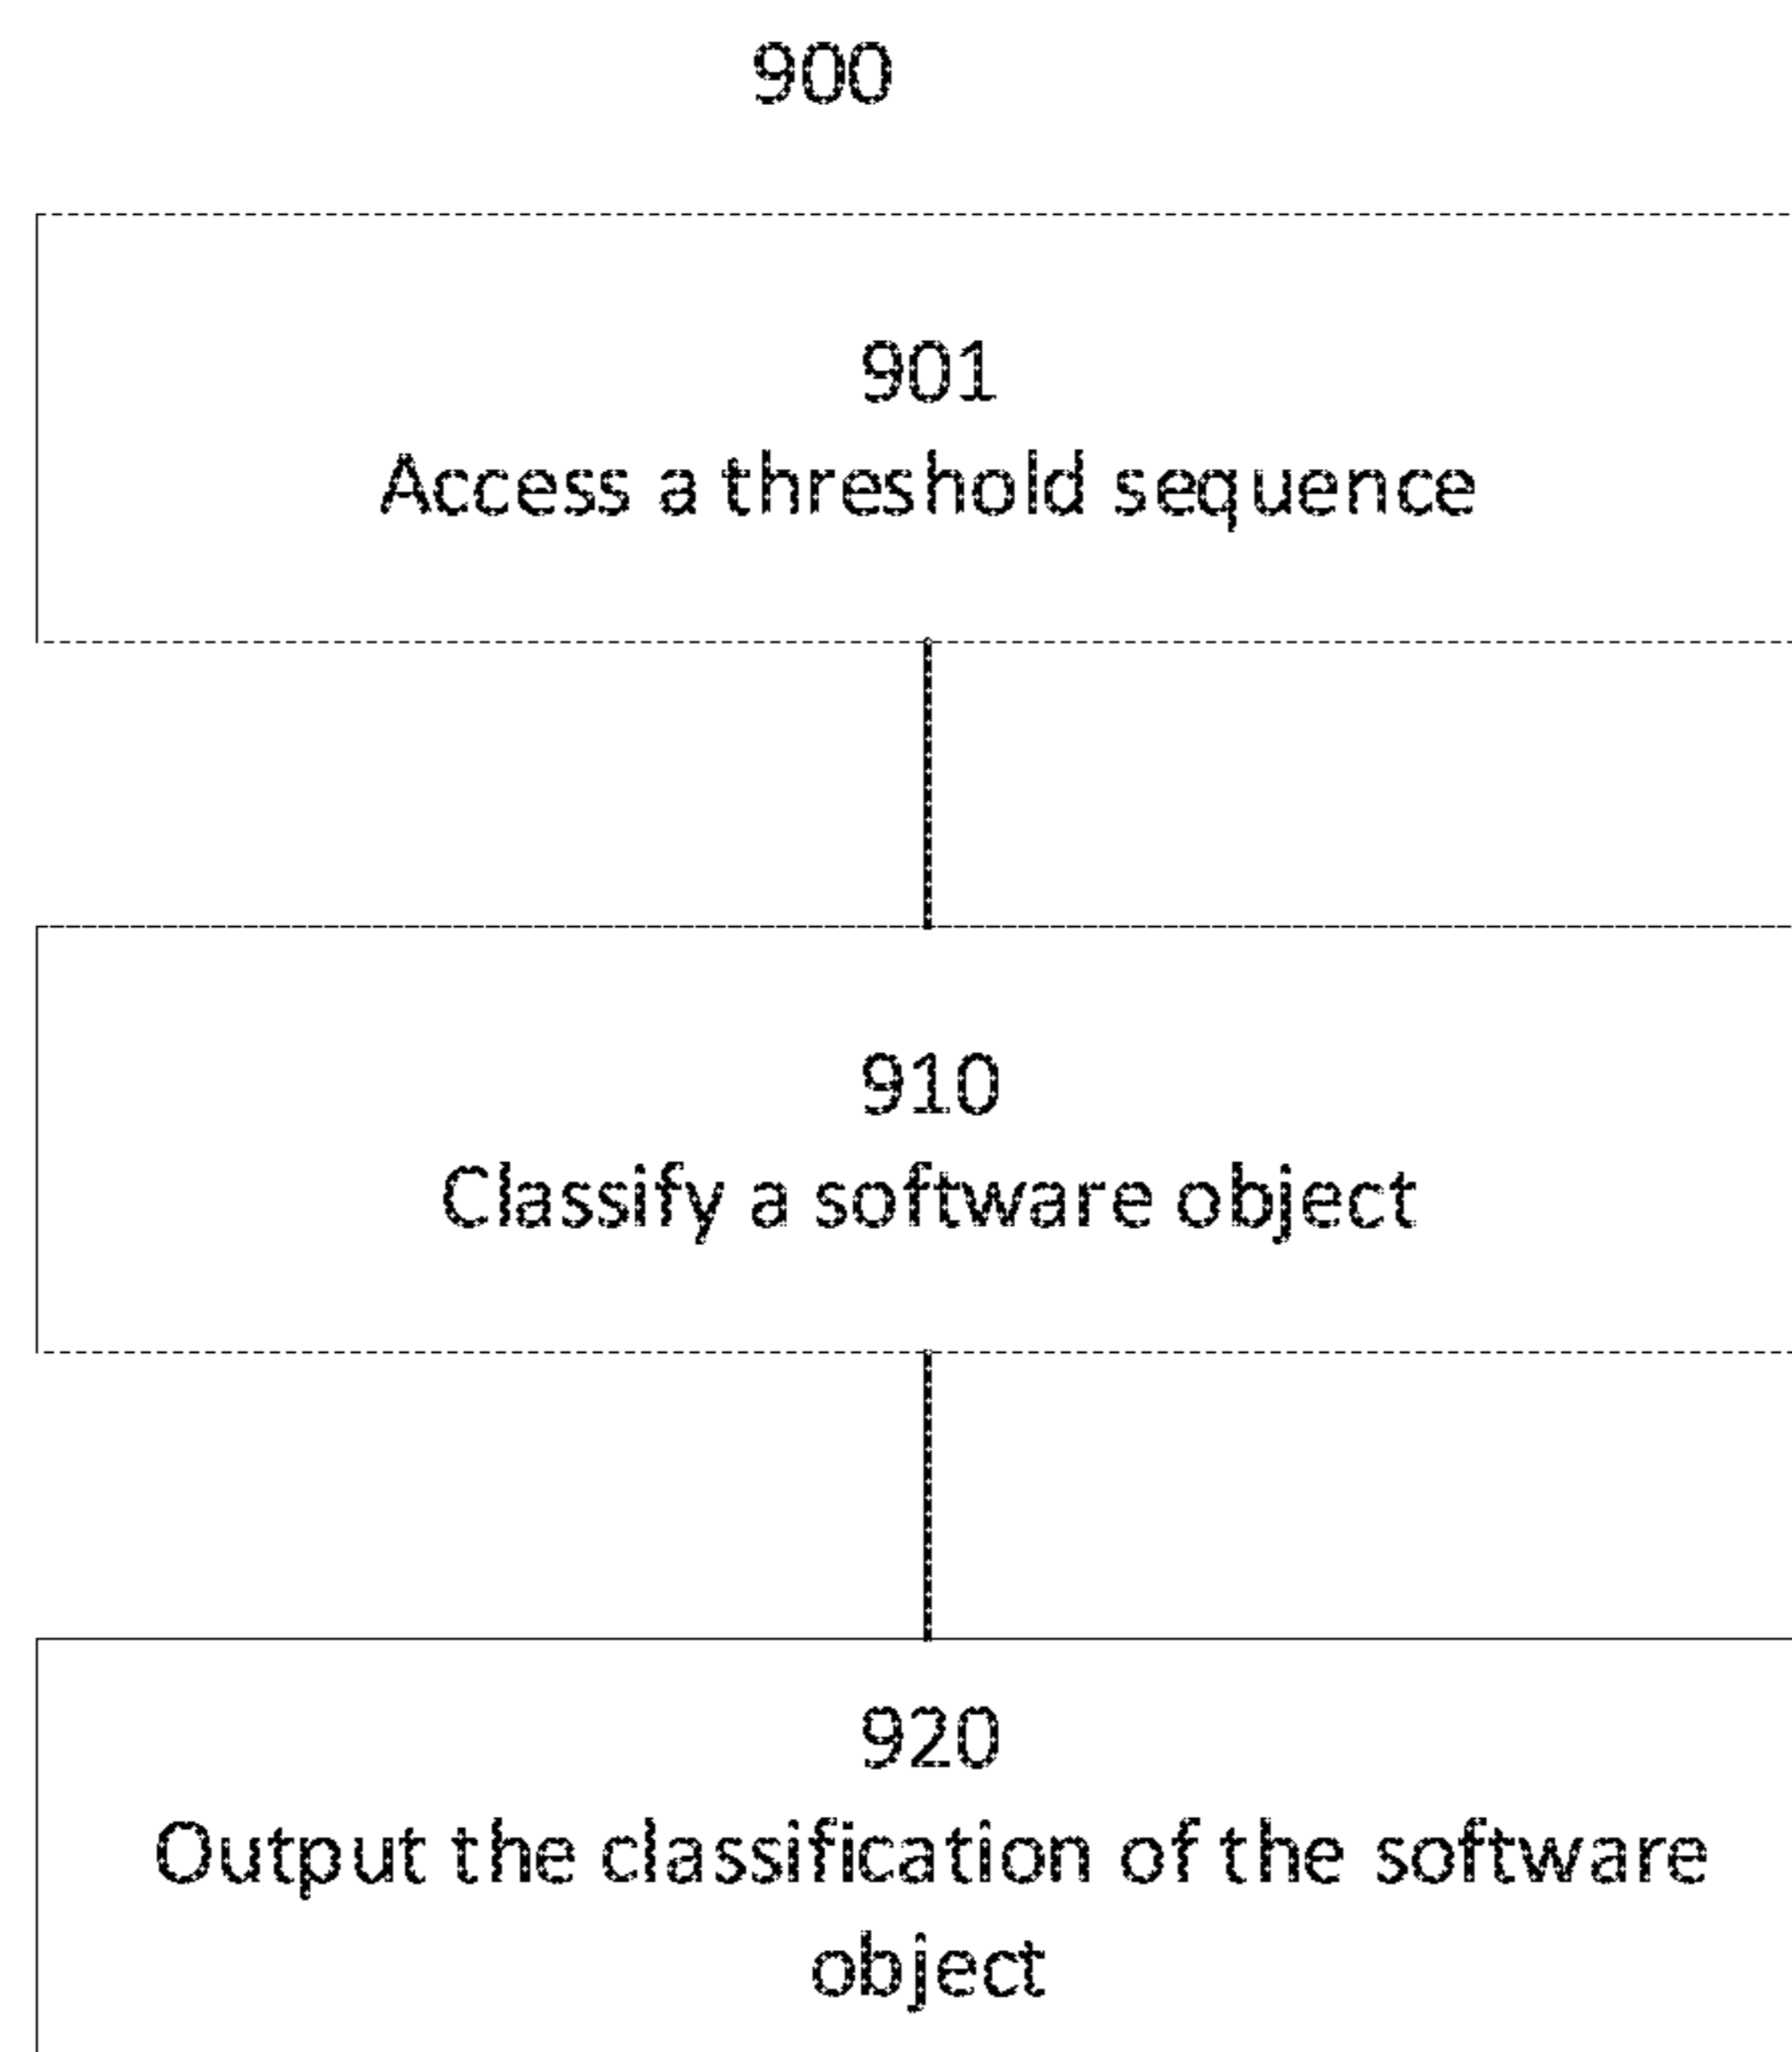 900
901
Access a threshold sequence
910
Classify a software object
920
Output the classification of the software
object